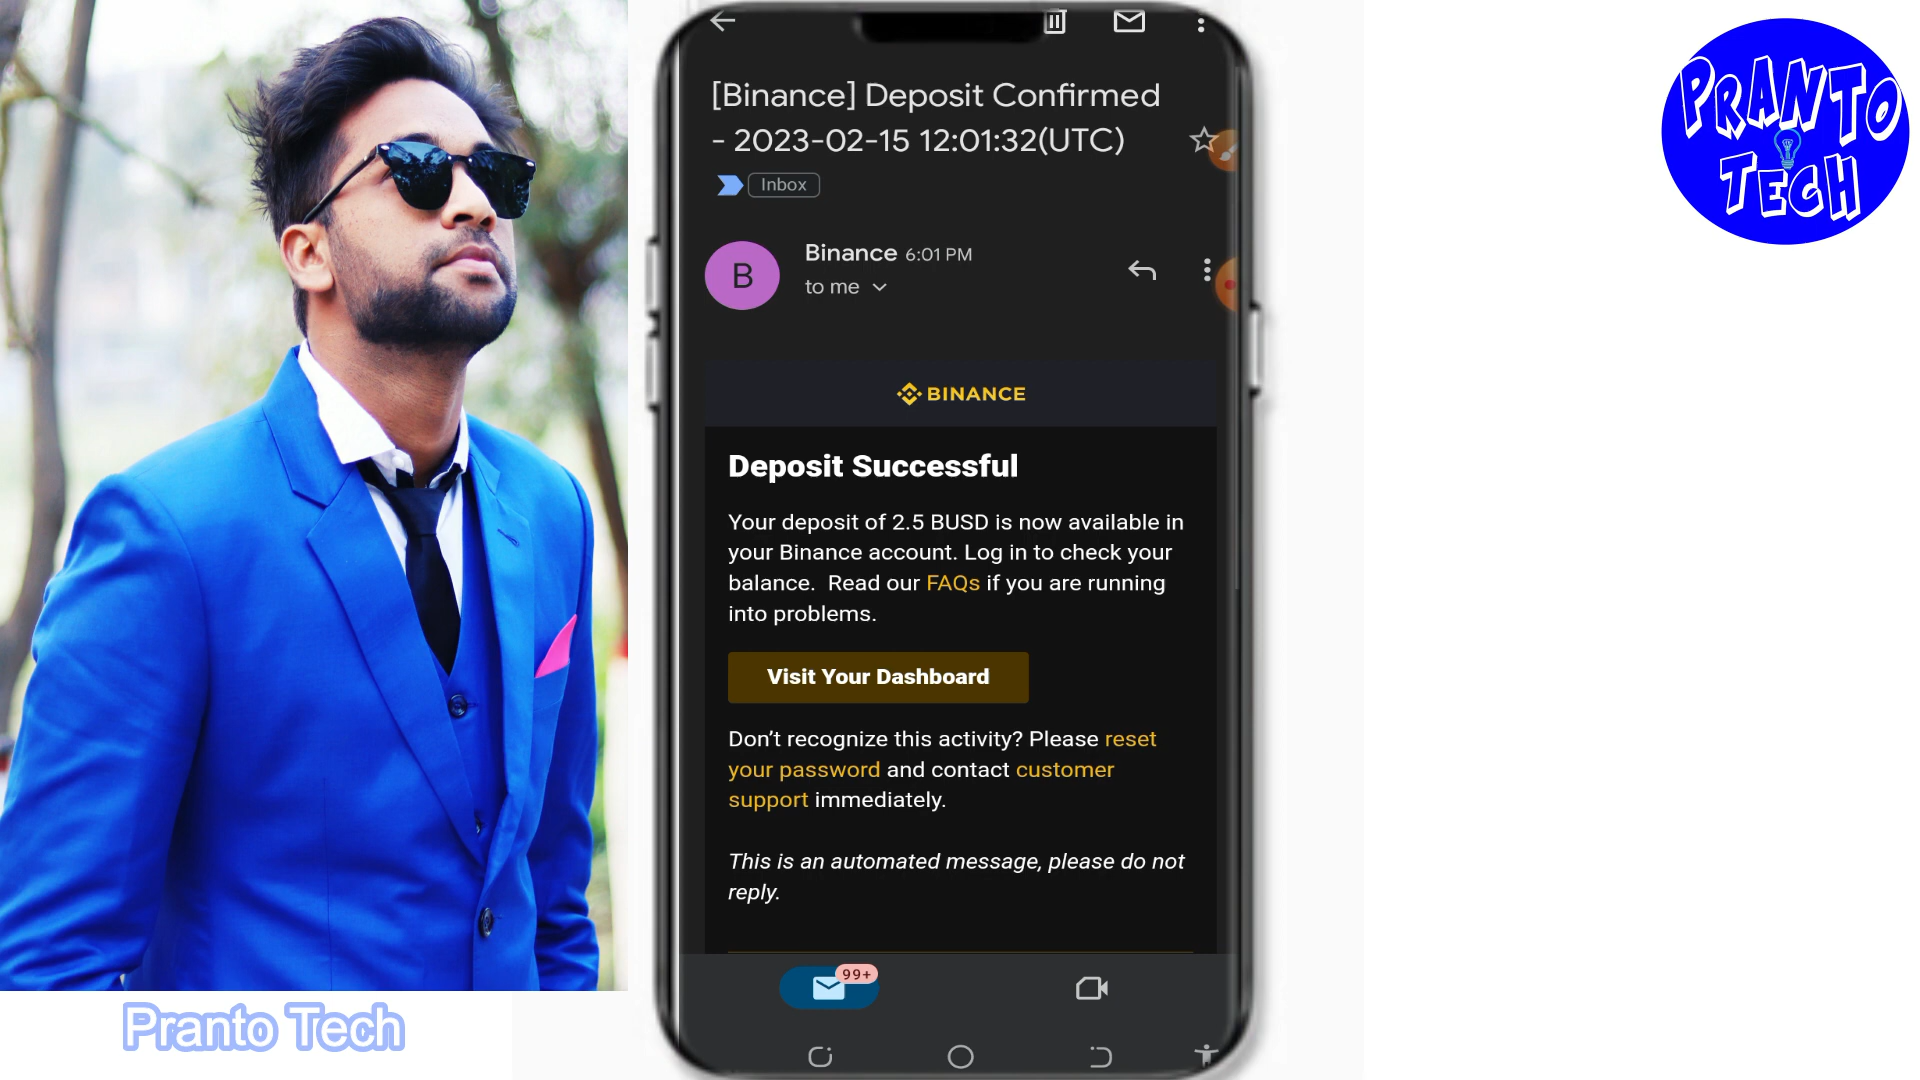 [Binance] Deposit Confirmed
- 2023-02-15 12:01:32(UTC)
Inbox
B
Binance 6:01 PM
to me
BINANCE
Deposit Successful
Your deposit of 2.5 BUSD is now available in
your Binance account. Log in to check your
balance. Read our FAQs if you are running
into problems.
Visit Your Dashboard
Don't recognize this activity? Please reset
your password and contact customer
support immediately.
This is an automated message, please do not
reply.
99+
PRANTO
TECH
Pranto Tech